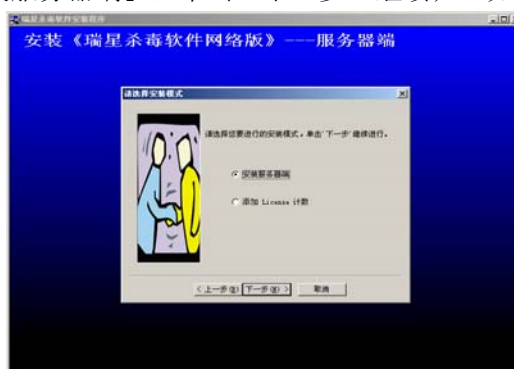 瑞星杀毒软件安装程序
安装《瑞星杀毒软件网络版》---服务器端
请选择安装模式
请选择您要进行的安装模式，单击'下一步'继续进行。
安装服务器端
添加 License 计数
<上一步(B) 下一步(N)> 取消